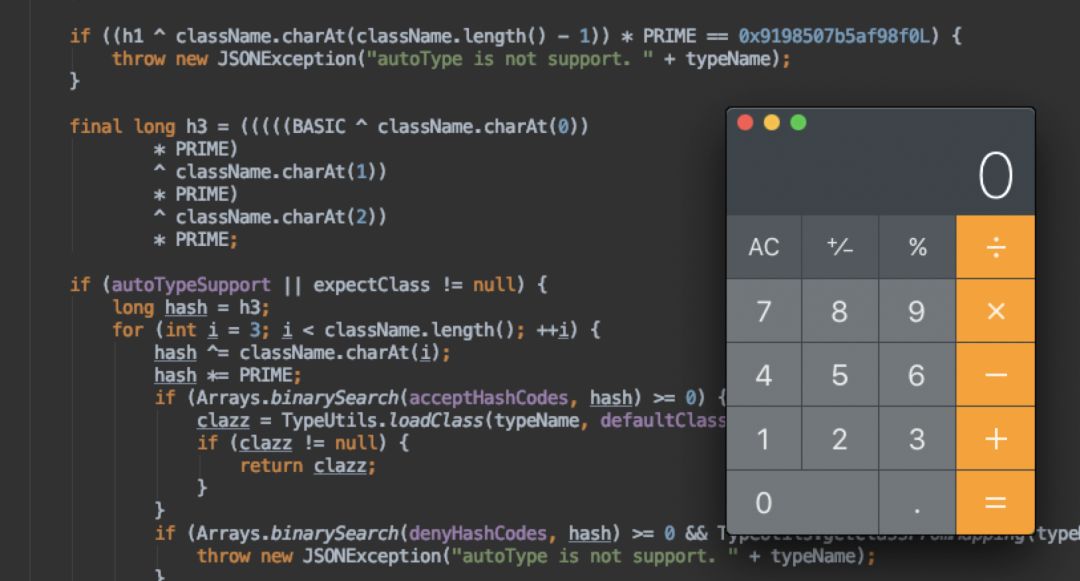 if ((h1 ^ className.charAt(className.length() - 1)) * PRIME == 0x9198507b5af98f0L) {
throw new JSONException("autoType is not support. " + typeName);
}
final long h3 = (((((BASIC ^ className.charAt(0))
* PRIME)
^ className.charAt(1))
* PRIME)
^ className.charAt(2))
* PRIME;
if (autoTypeSupport || expectClass != null) {
long hash = h3;
for (int i = 3; i < className.length(); ++i) {
hash ^= className.charAt(i);
hash *= PRIME;
if (Arrays.binarySearch(acceptHashCodes, hash) >= 0) {
clazz = TypeUtils.loadClass(typeName, defaultClass
if (clazz != null) {
return clazz;
}
}
if (Arrays.binarySearch(denyHashCodes, hash) >= 0 && TypeUtils.getClassFromMapping(type
throw new JSONException("autoType is not support. " + typeName);
}
0
AC +/- % ÷
7 8 9 ×
4 5 6 −
1 2 3 +
0 . =